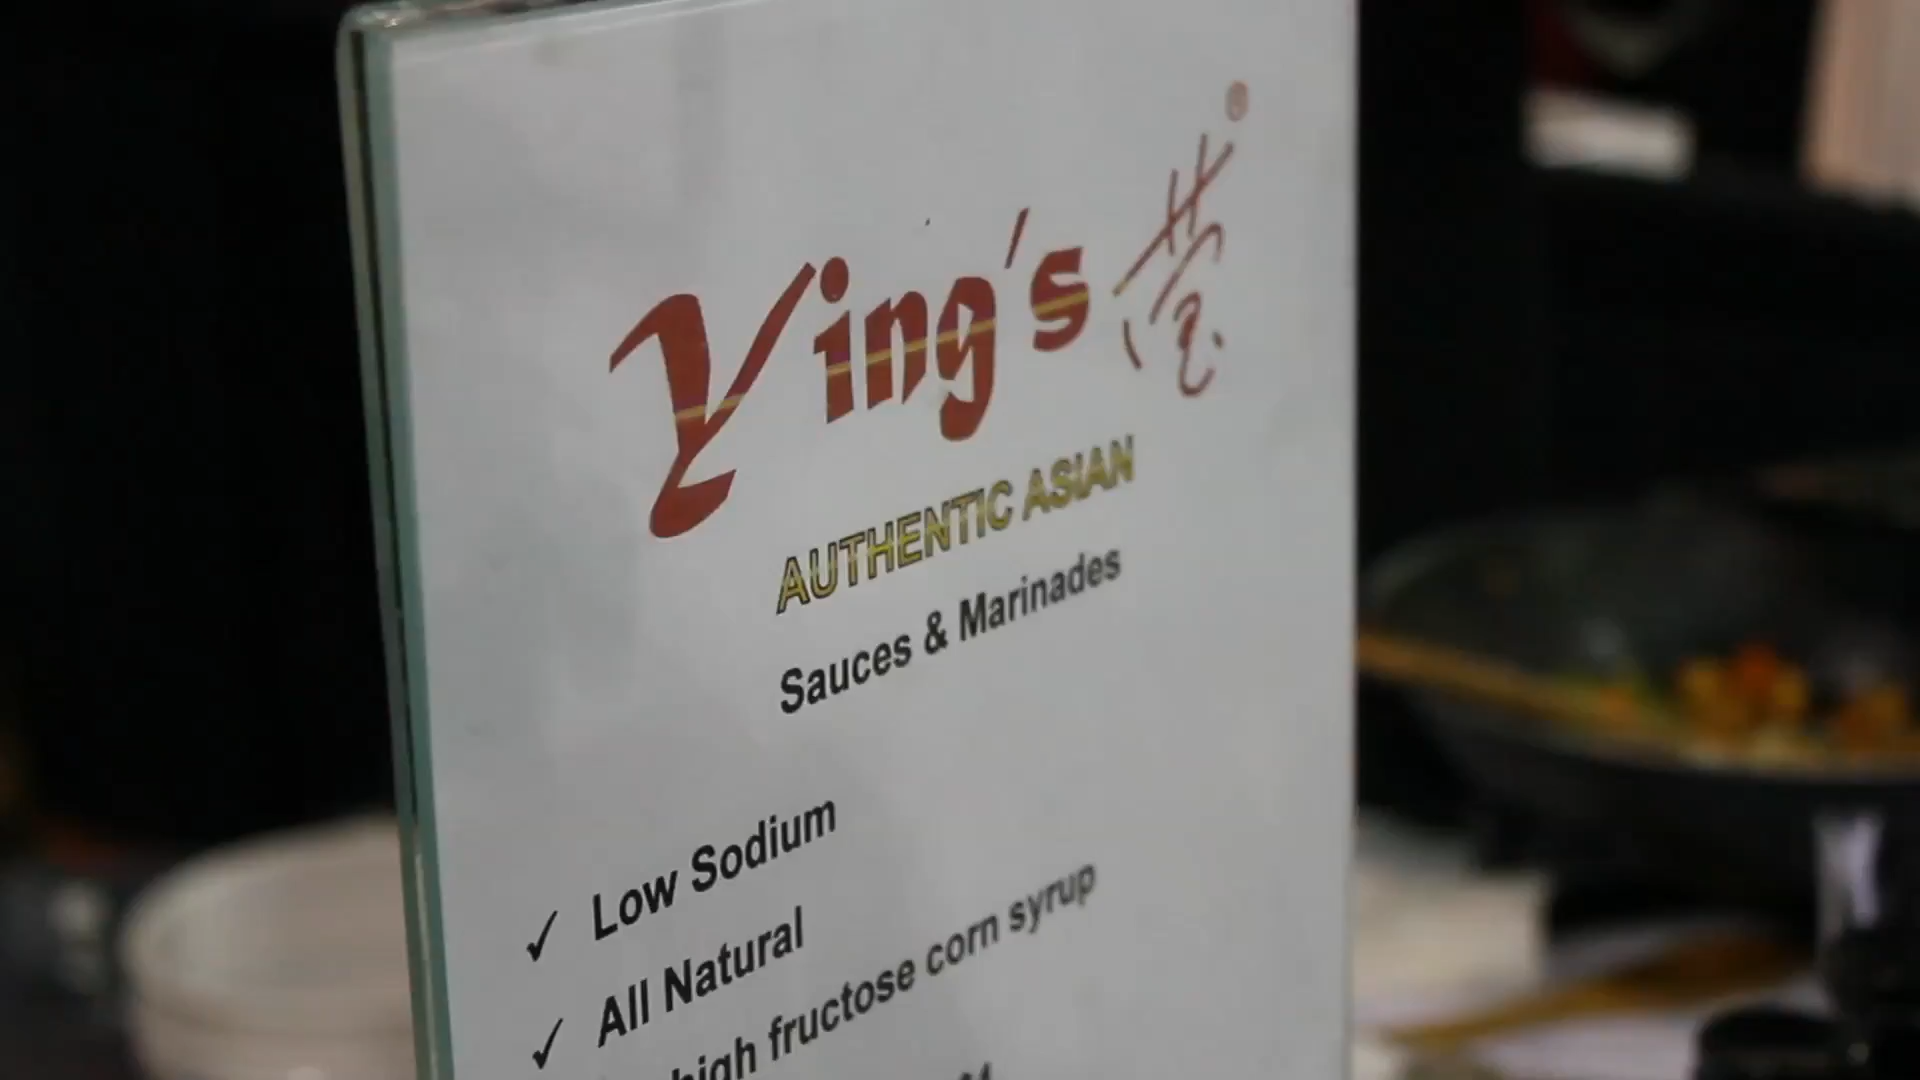 Ying's ®
AUTHENTIC ASIAN
Sauces & Marinades
✓ Low Sodium
✓ All Natural
high fructose corn syrup